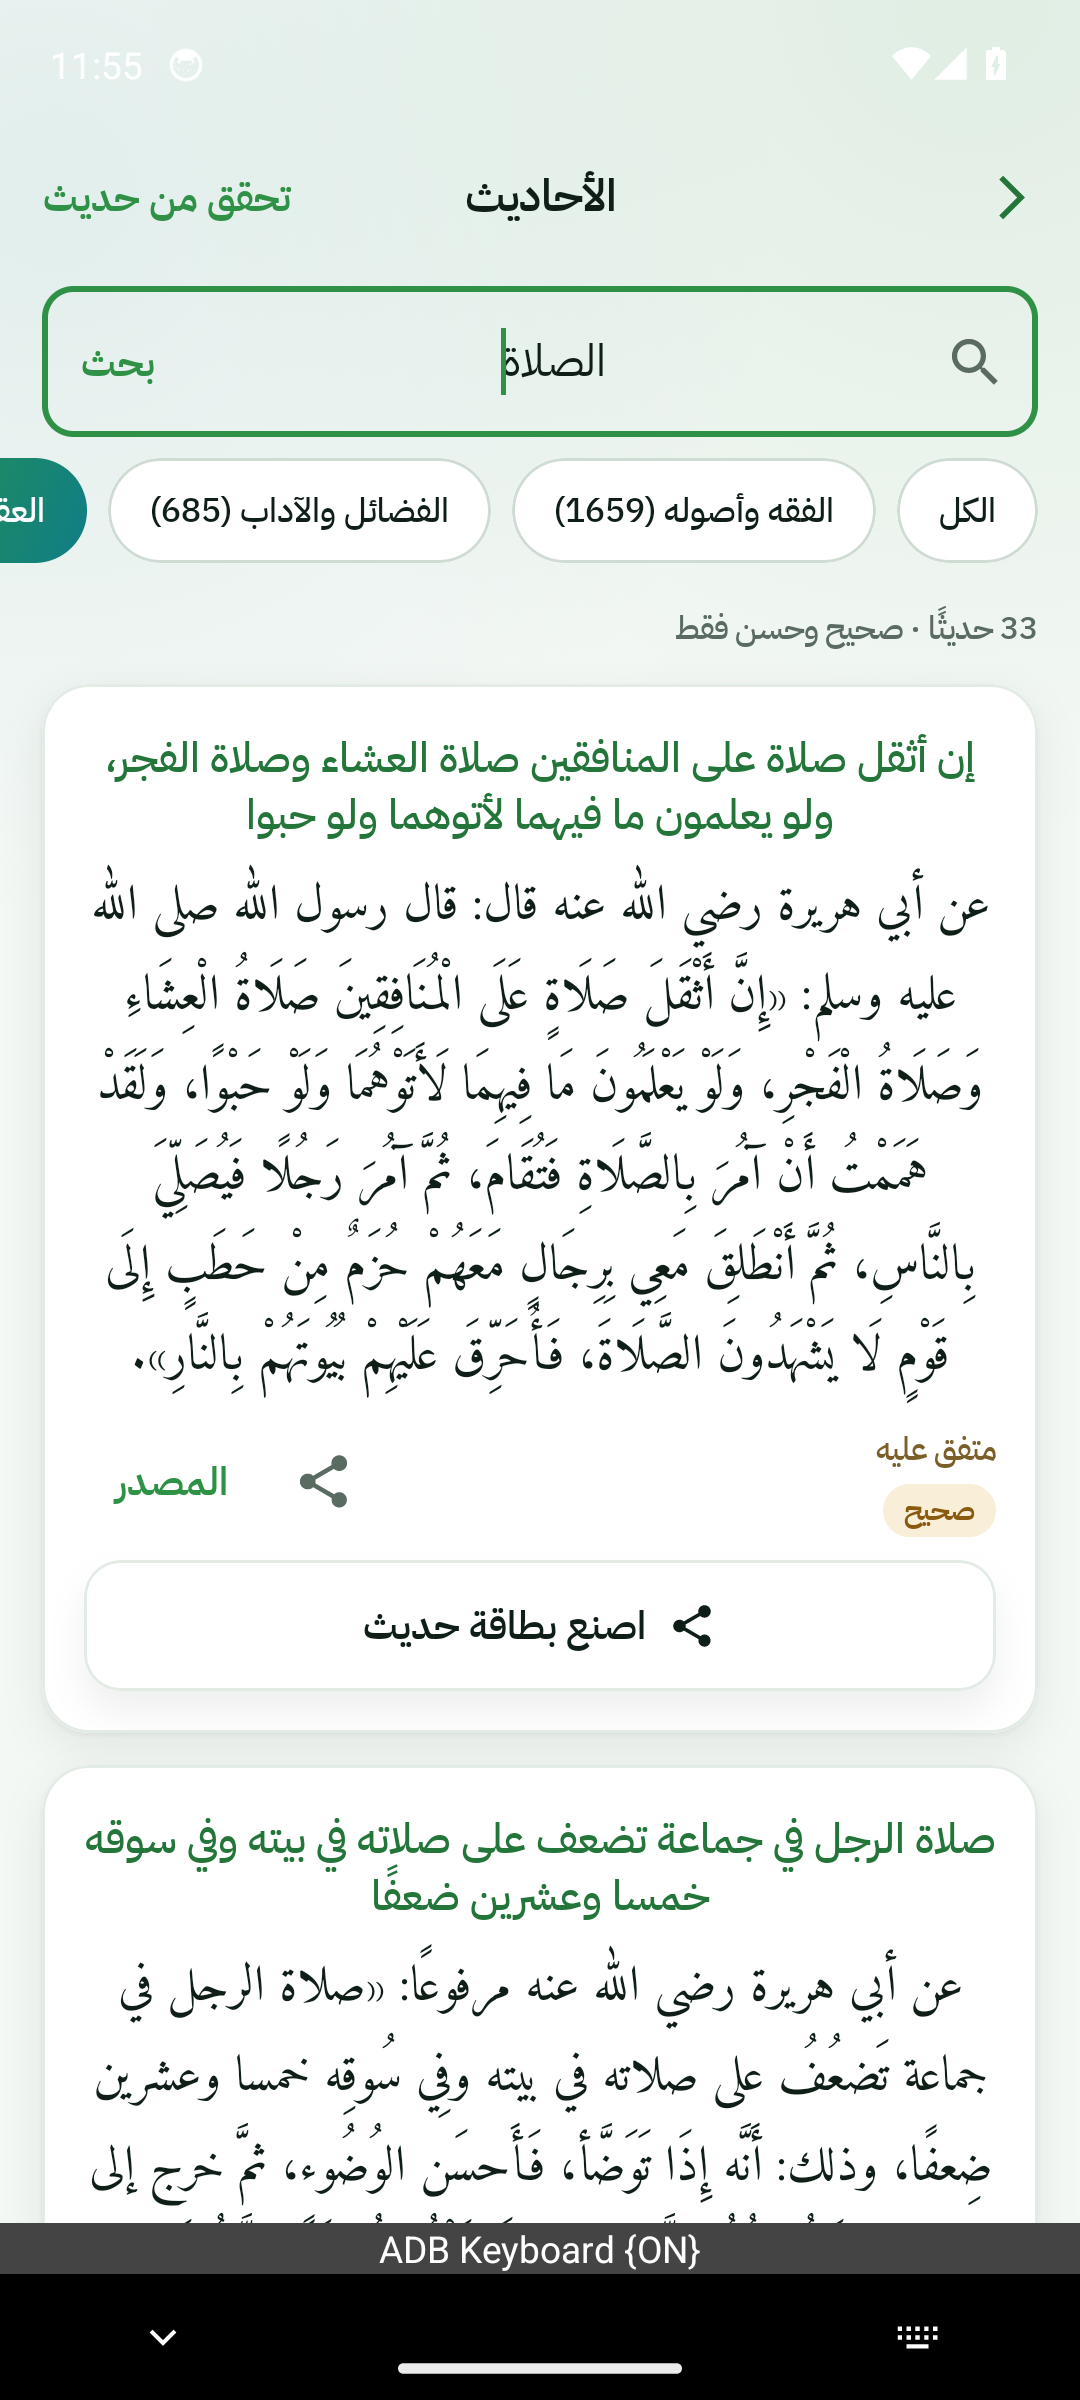 11:55
الأحاديث
تحقق من حديث
الصلاة
بحث
الكل
الفقه وأصوله (1659)
الفضائل والآداب (685)
33 حديثًا · صحيح وحسن فقط
إن أثقل صلاة على المنافقين صلاة العشاء وصلاة الفجر،
ولو يعلمون ما فيهما لأتوهما ولو حبوا
عن أبي هريرة رضي الله عنه قال: قال رسول الله صلى الله
عليه وسلم: «إِنَّ أَثْقَلَ صَلَاةٍ عَلَى الْمُنَافِقِينَ صَلَاةُ الْعِشَاءِ
وَصَلَاةُ الْفَجْرِ، وَلَوْ يَعْلَمُونَ مَا فِيهِمَا لَأَتَوْهُمَا وَلَوْ حَبْوًا، وَلَقَدْ
هَمَمْتُ أَنْ آمُرَ بِالصَّلَاةِ فَتُقَامَ، ثُمَّ آمُرَ رَجُلًا فَيُصَلِّيَ
بِالنَّاسِ، ثُمَّ أَنْطَلِقَ مَعِي بِرِجَالٍ مَعَهُمْ حُزَمٌ مِنْ حَطَبٍ إِلَى
قَوْمٍ لَا يَشْهَدُونَ الصَّلَاةَ، فَأُحَرِّقَ عَلَيْهِمْ بُيُوتَهُمْ بِالنَّارِ».
متفق عليه
صحيح
المصدر
اصنع بطاقة حديث
صلاة الرجل في جماعة تضعف على صلاته في بيته وفي سوقه
خمسا وعشرين ضعفًا
عن أبي هريرة رضي الله عنه مرفوعًا: «صلاة الرجل في
جماعة تَضعُفُ على صلاته في بيته وفِي سُوقِه خمسا وعشرين
ضِعفًا، وذلك: أَنَّه إِذَا تَوَضَّأ، فَأَحسَن الوُضُوء، ثمَّ خرج إلى
ADB Keyboard {ON}